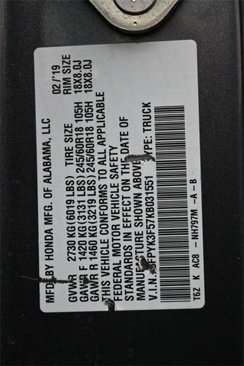 MFD. BY HONDA MFG. OF ALABAMA, LLC 02/'19
GVWR 2730 KG(6019 LBS) TIRE SIZE RIM SIZE
GAWR F 1420 KG(3131 LBS) 245/60R18 105H 18X8.0J
GAWR R 1460 KG(3219 LBS) 245/60R18 105H 18X8.0J
THIS VEHICLE CONFORMS TO ALL APPLICABLE
FEDERAL MOTOR VEHICLE SAFETY
STANDARDS IN EFFECT ON THE DATE OF
MANUFACTURE SHOWN ABOVE.
V.I.N. 5FPYK3F57KB031551 TYPE: TRUCK
T6Z K AC8 - NH797M - A - B